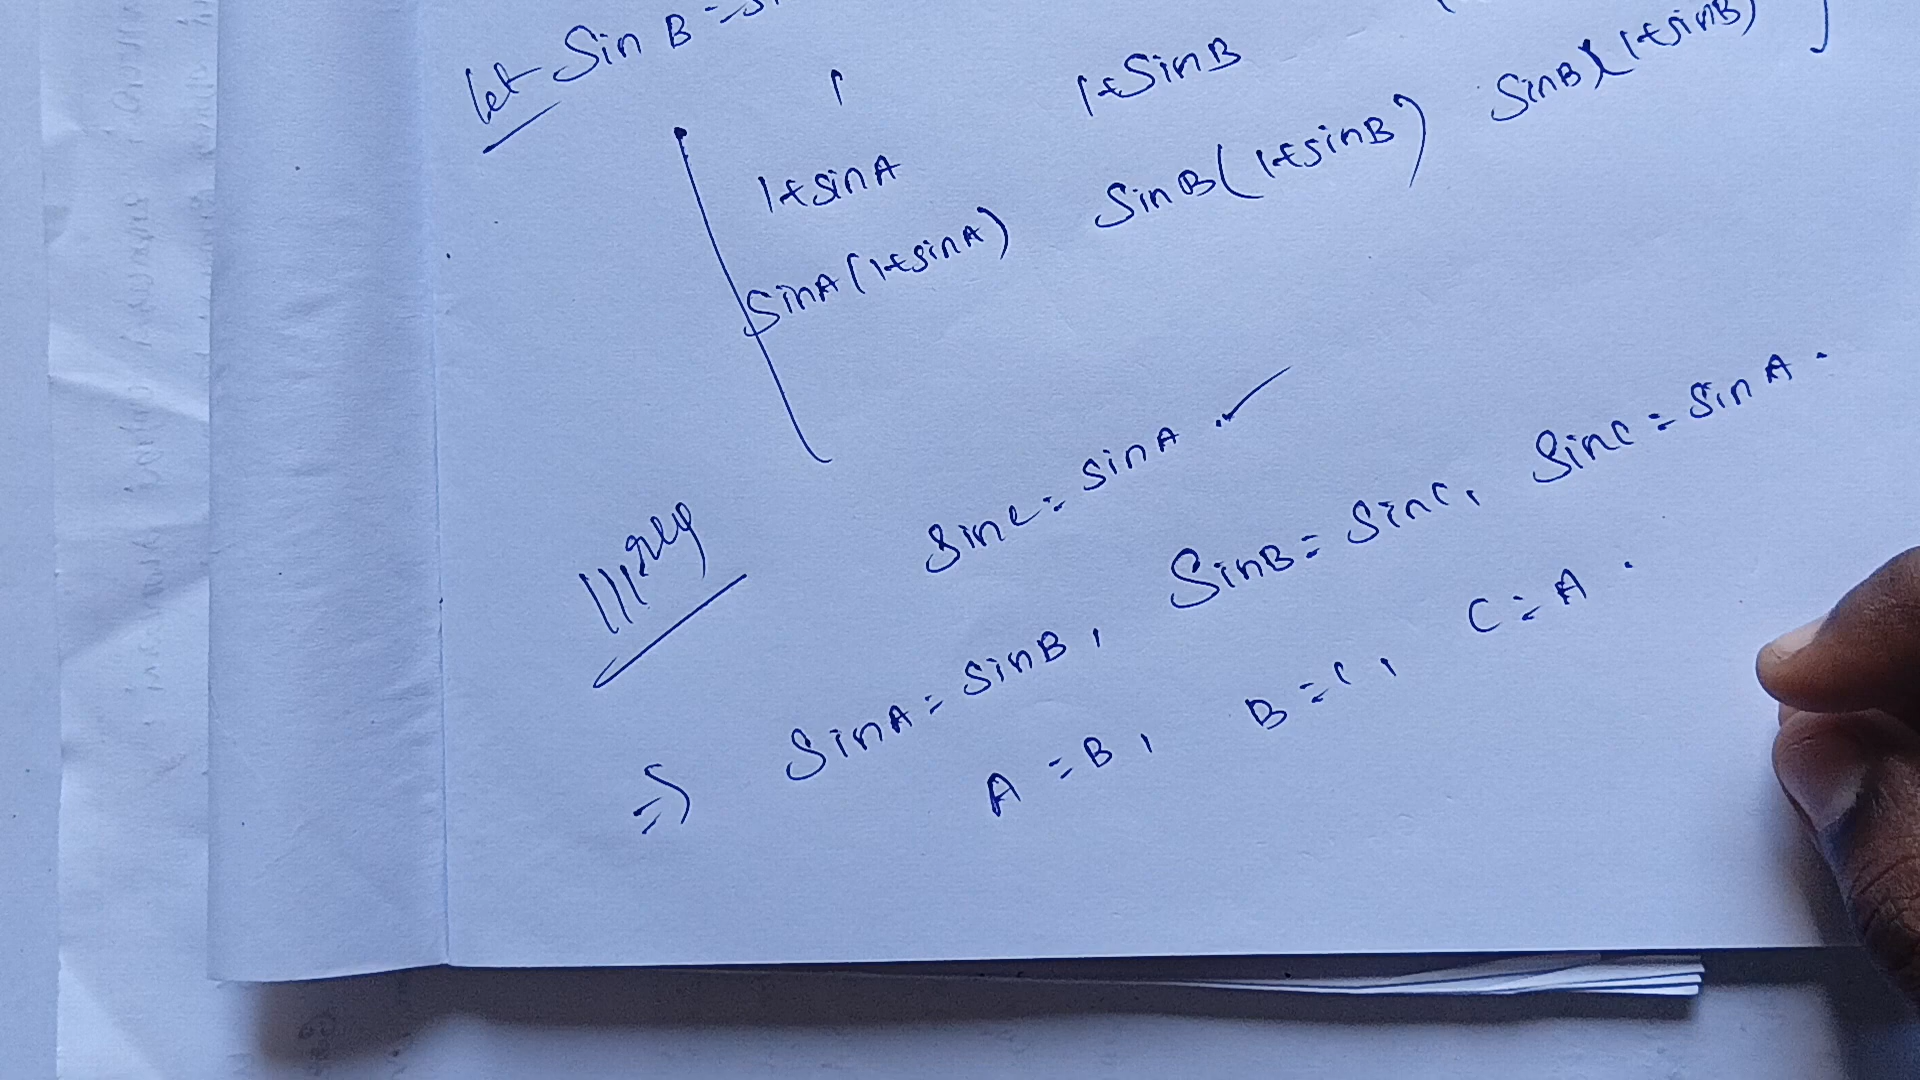 let Sin B =
1
1+sinA 1+SinB
SinA(1+sinA) SinB(1+sinB) SinB(1+sinB)
|||rly Sinc = sinA.
=> SinA = sinB, SinB = Sinc, Sinc = SinA.
A = B, B = C, C = A.